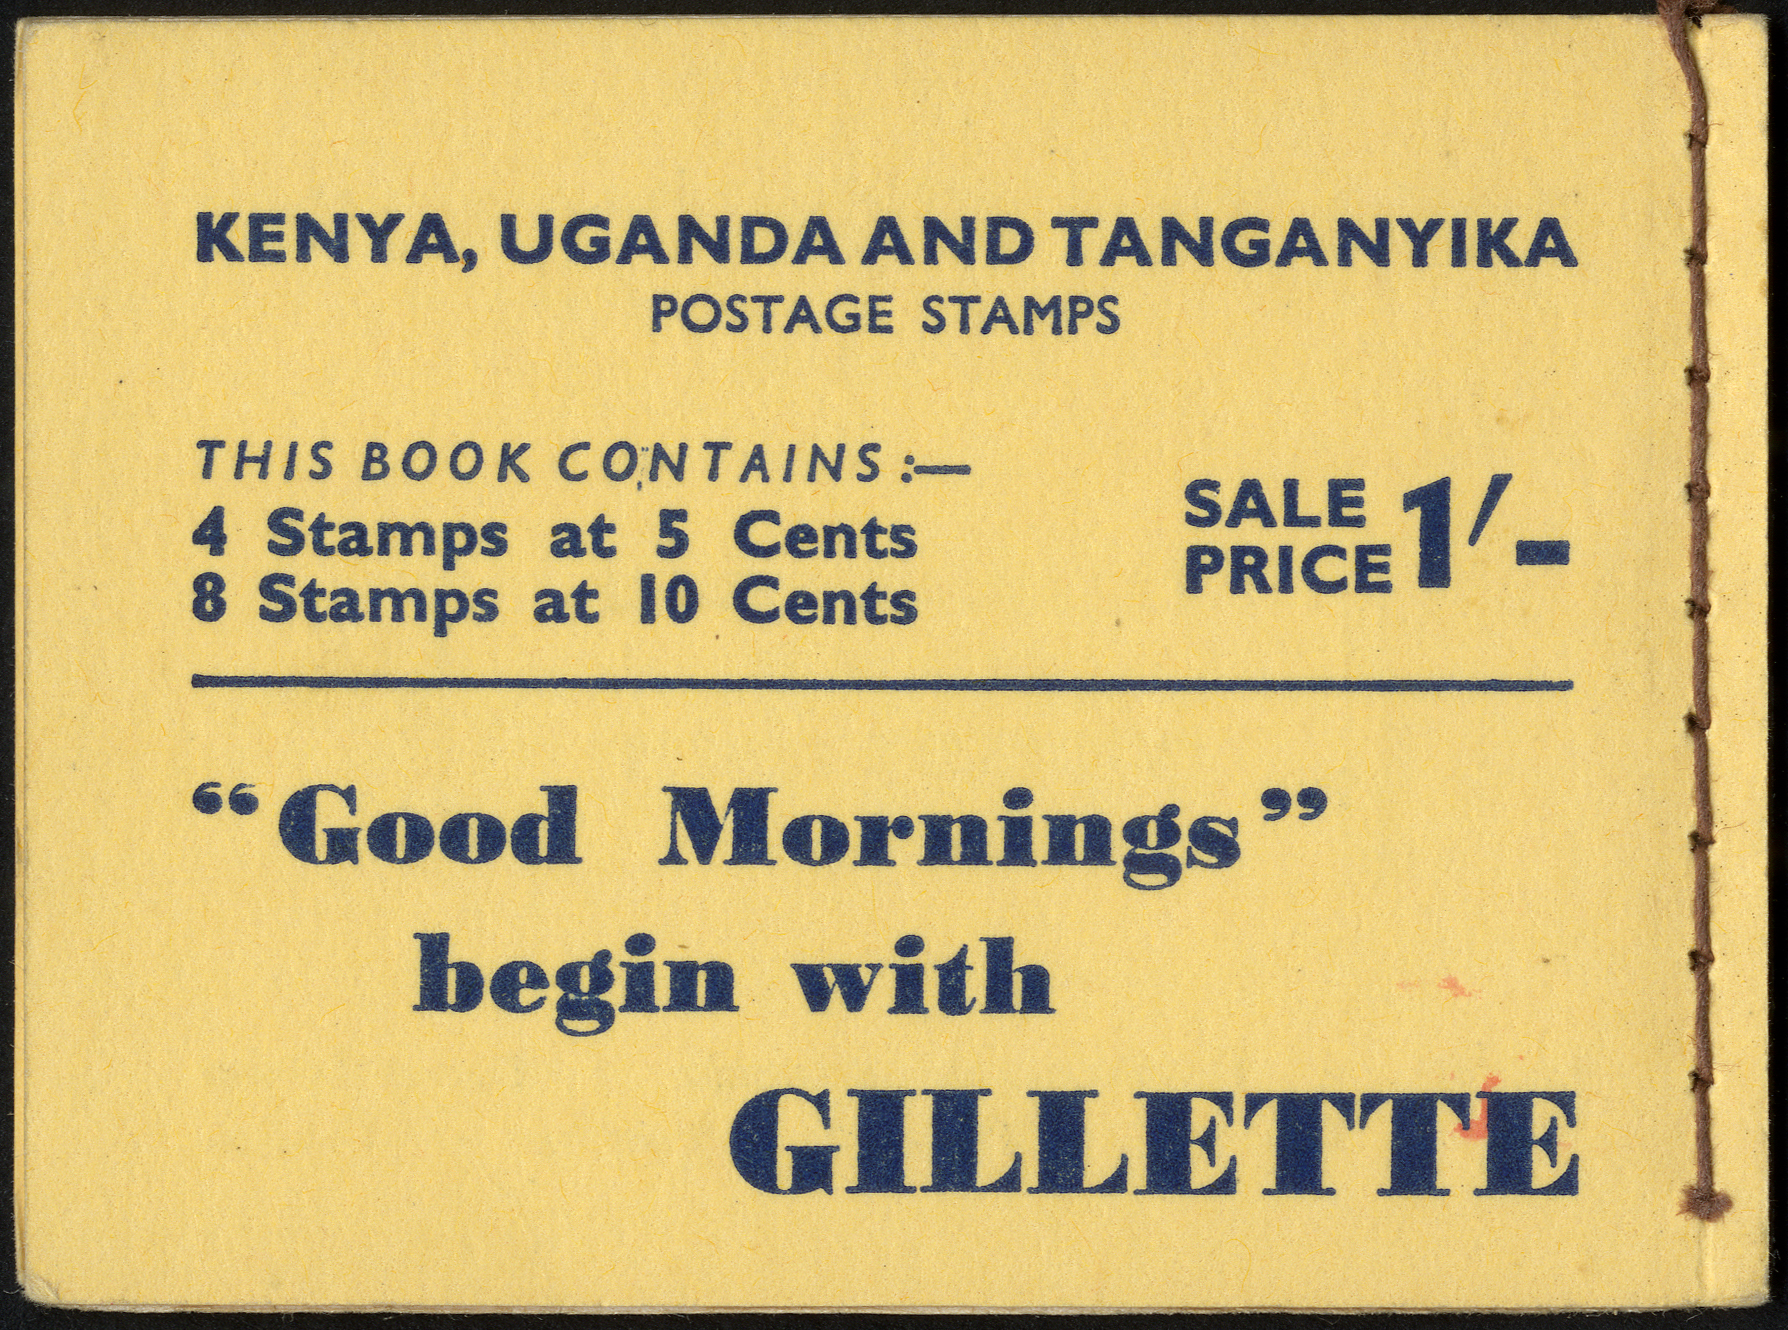 KENYA, UGANDA AND TANGANYIKA
POSTAGE STAMPS
THIS BOOK CONTAINS :—
4 Stamps at 5 Cents
8 Stamps at 10 Cents
SALE PRICE 1/-
“Good Mornings”
begin with
GILLETTE